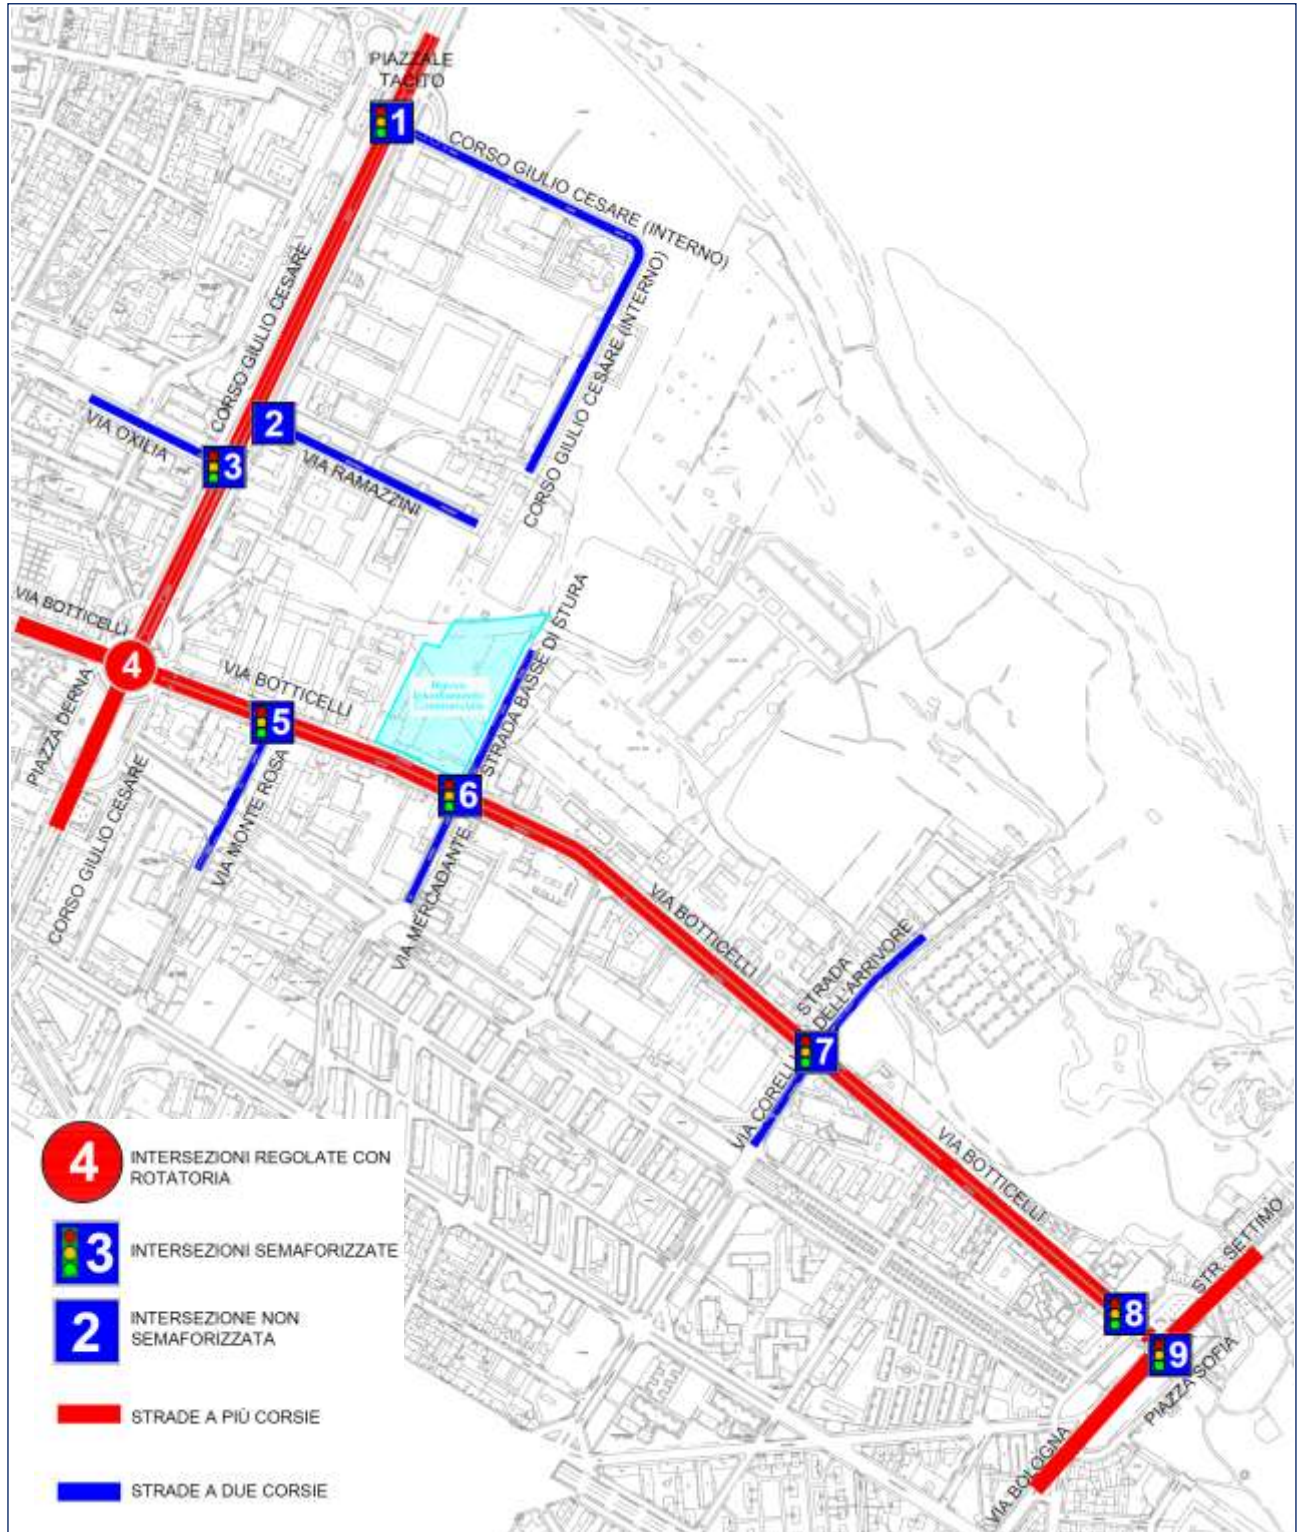 PIAZZALE
TACITO
1
CORSO GIULIO CESARE (INTERNO)
CORSO GIULIO CESARE (INTERNO)
CORSO GIULIO CESARE
2
VIA OXILIA
3
VIA RAMAZZINI
VIA BOTTICELLI
4
VIA BOTTICELLI
PIAZZA DERNA
5
STRADA BASSE DI STURA
6
VIA MONTE ROSA
CORSO GIULIO CESARE
VIA MERCADANTE
VIA BOTTICELLI
STRADA
DELL'ARRIVORE
7
VIA CORELLI
VIA BOTTICELLI
STR. SETTIMO
8
9
PIAZZA SOFIA
VIA BOLOGNA
4
INTERSEZIONI REGOLATE CON
ROTATORIA
3
INTERSEZIONI SEMAFORIZZATE
2
INTERSEZIONE NON
SEMAFORIZZATA
STRADE A PIÙ CORSIE
STRADE A DUE CORSIE